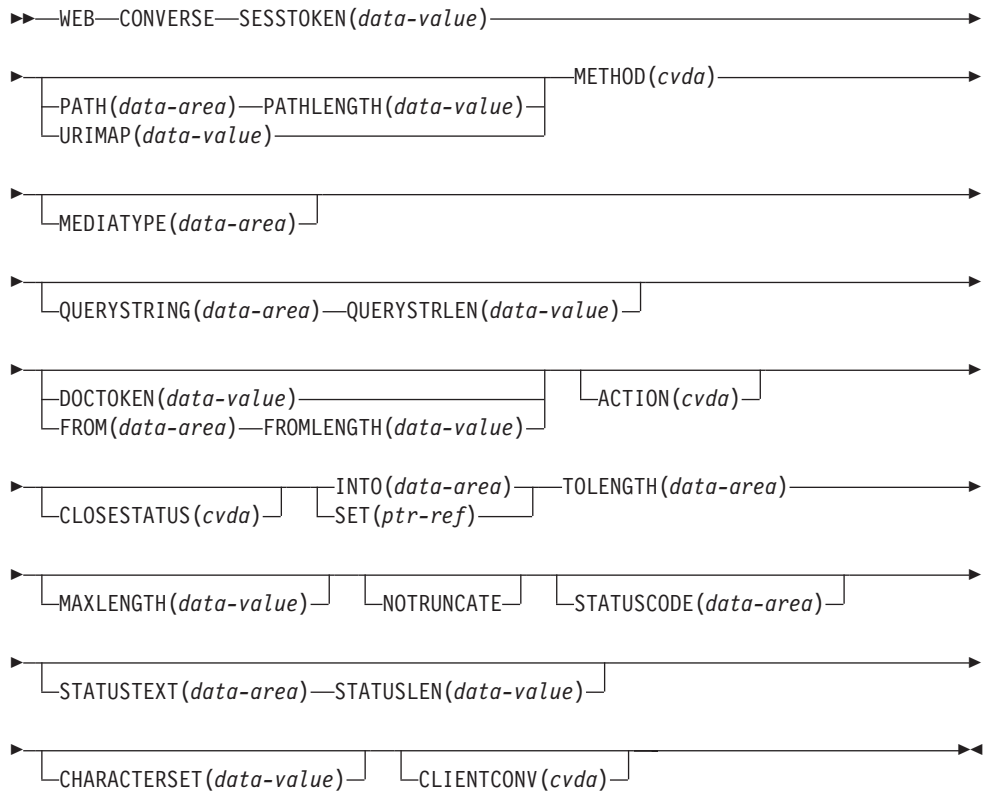 WEB CONVERSE SESSTOKEN(data-value)
METHOD(cvda)
PATH(data-area) PATHLENGTH(data-value)
URIMAP(data-value)
MEDIATYPE(data-area)
QUERYSTRING(data-area) QUERYSTRLEN(data-value)
DOCTOKEN(data-value) ACTION(cvda)
FROM(data-area) FROMLENGTH(data-value)
INTO(data-area) TOLENGTH(data-area)
CLOSESTATUS(cvda) SET(ptr-ref)
MAXLENGTH(data-value) NOTRUNCATE STATUSCODE(data-area)
STATUSTEXT(data-area) STATUSLEN(data-value)
CHARACTERSET(data-value) CLIENTCONV(cvda)